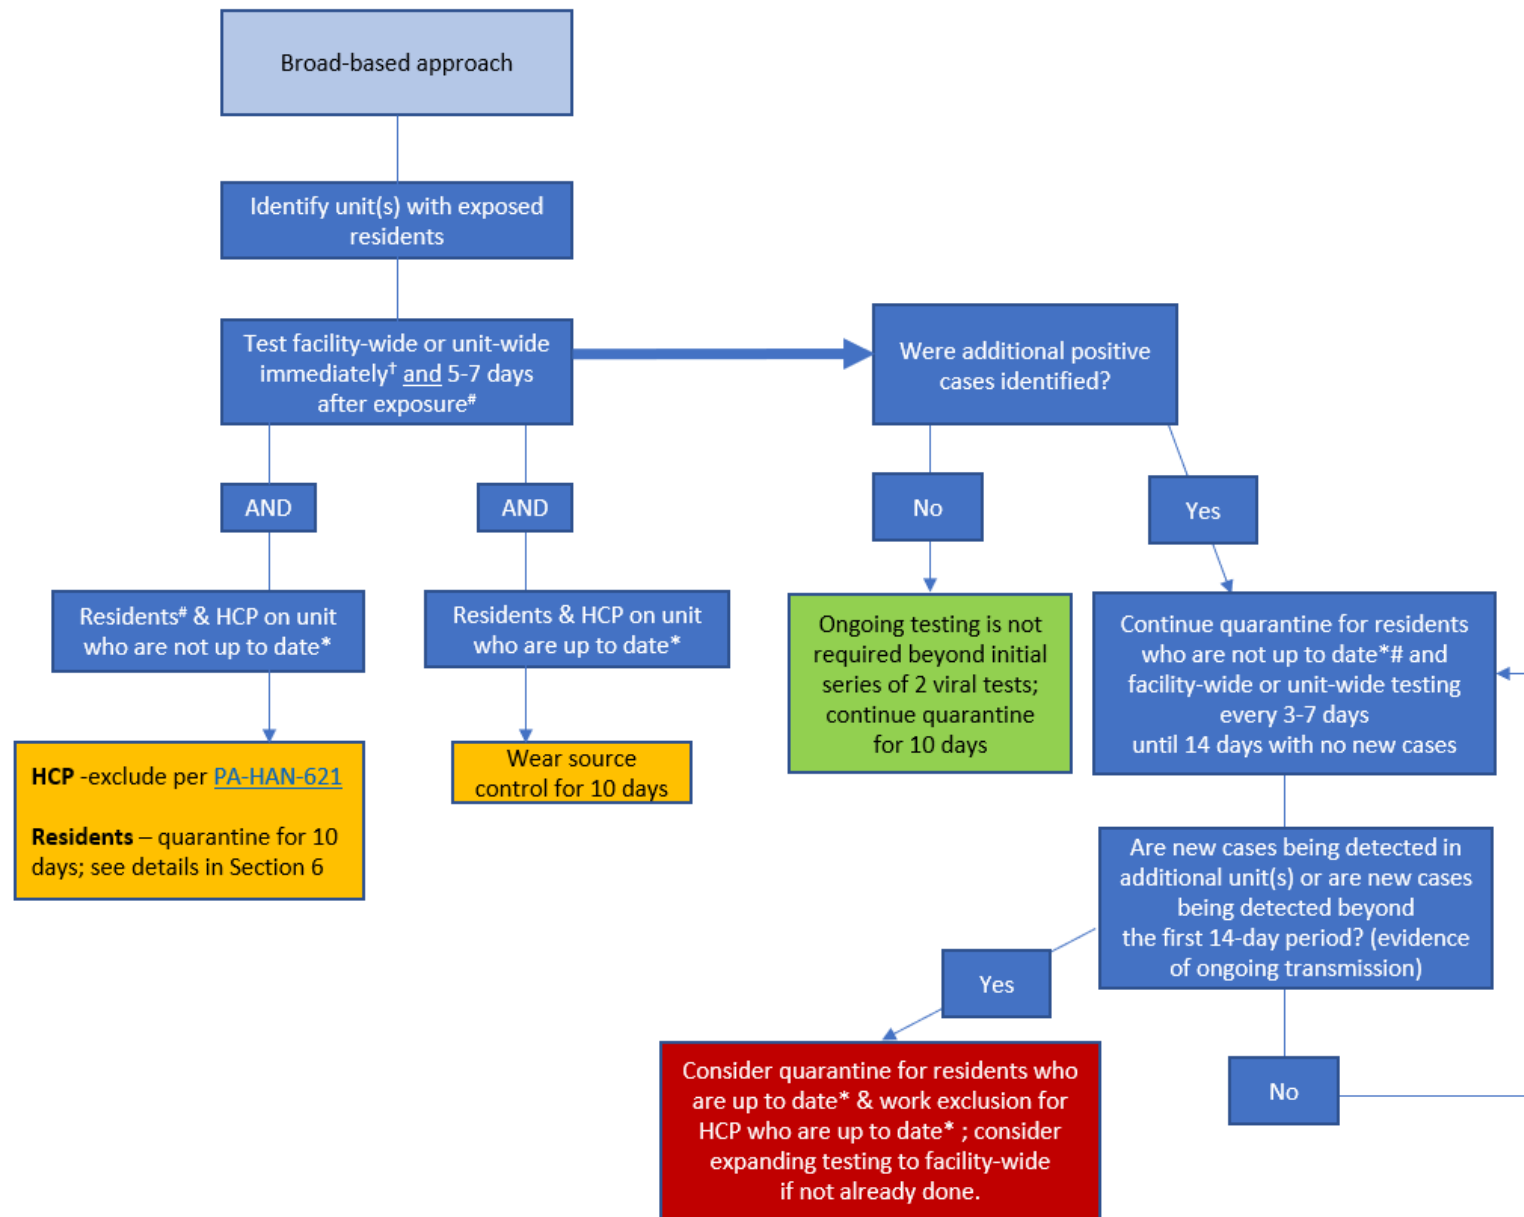 Broad-based approach
Identify unit(s) with exposed
residents
Test facility-wide or unit-wide
immediately† and 5-7 days
after exposure#
AND
AND
Residents# & HCP on unit
who are not up to date*
Residents & HCP on unit
who are up to date*
HCP -exclude per PA-HAN-621
Residents – quarantine for 10
days; see details in Section 6
Wear source
control for 10 days
Were additional positive
cases identified?
No
Yes
Ongoing testing is not
required beyond initial
series of 2 viral tests;
continue quarantine
for 10 days
Continue quarantine for residents
who are not up to date*# and
facility-wide or unit-wide testing
every 3-7 days
until 14 days with no new cases
Are new cases being detected in
additional unit(s) or are new cases
being detected beyond
the first 14-day period? (evidence
of ongoing transmission)
Yes
No
Consider quarantine for residents who
are up to date* & work exclusion for
HCP who are up to date* ; consider
expanding testing to facility-wide
if not already done.